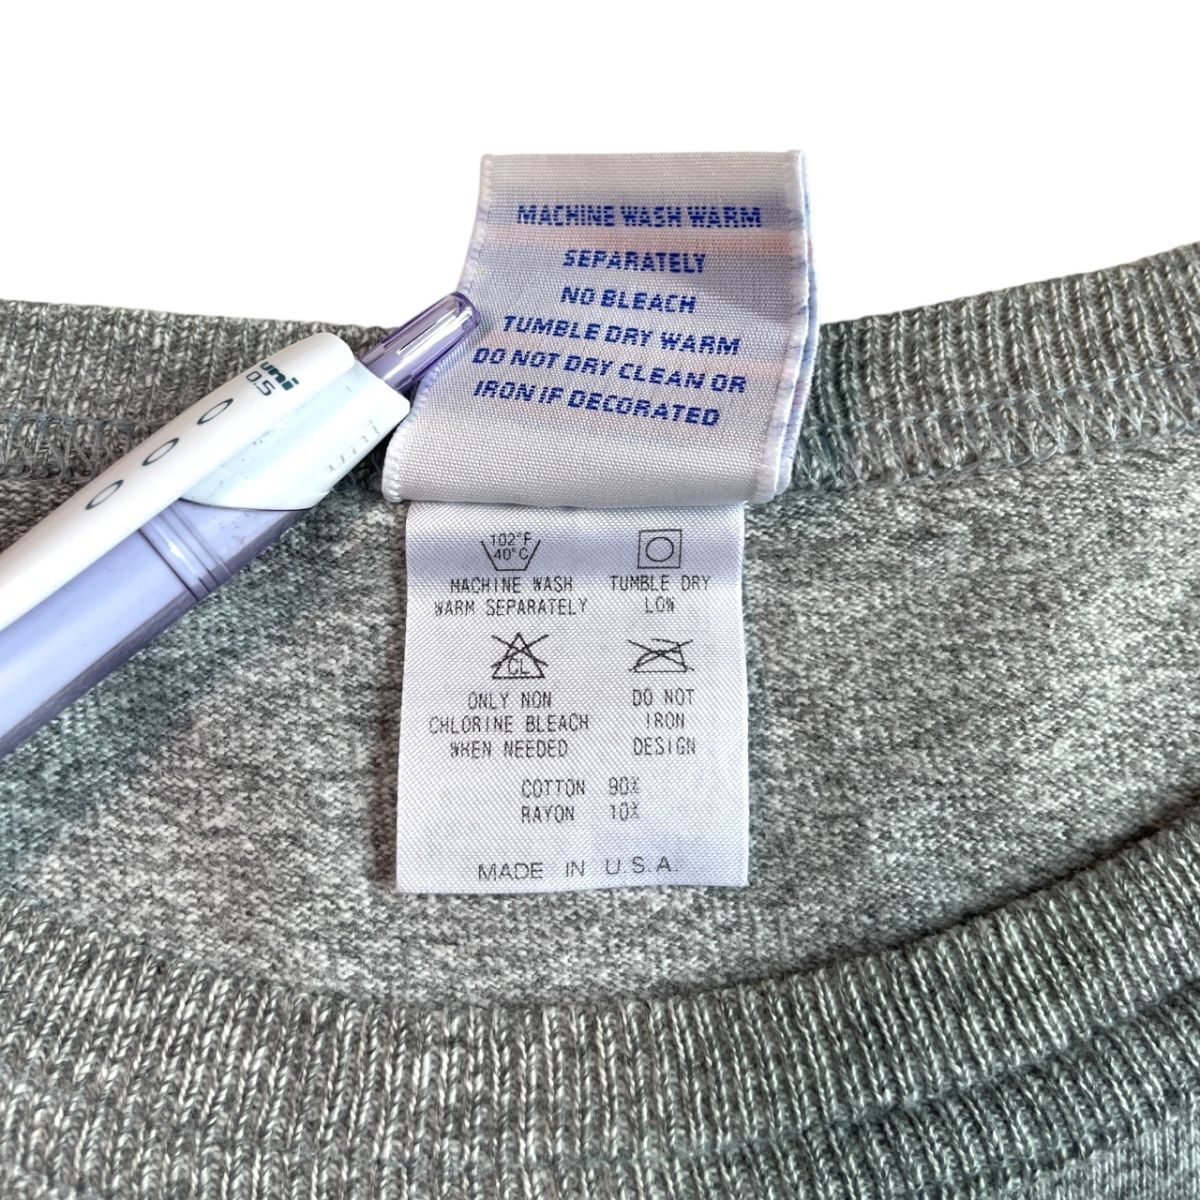 MACHINE WASH WARM
SEPARATELY
NO BLEACH
TUMBLE DRY WARM
DO NOT DRY CLEAN OR
IRON IF DECORATED
uni
0.5
uni
102°F
40°C
MACHINE WASH
WARM SEPARATELY
TUMBLE DRY
LOW
CL
ONLY NON
CHLORINE BLEACH
WHEN NEEDED
DO NOT
IRON
DESIGN
COTTON 90%
RAYON 10%
MADE IN U.S.A.